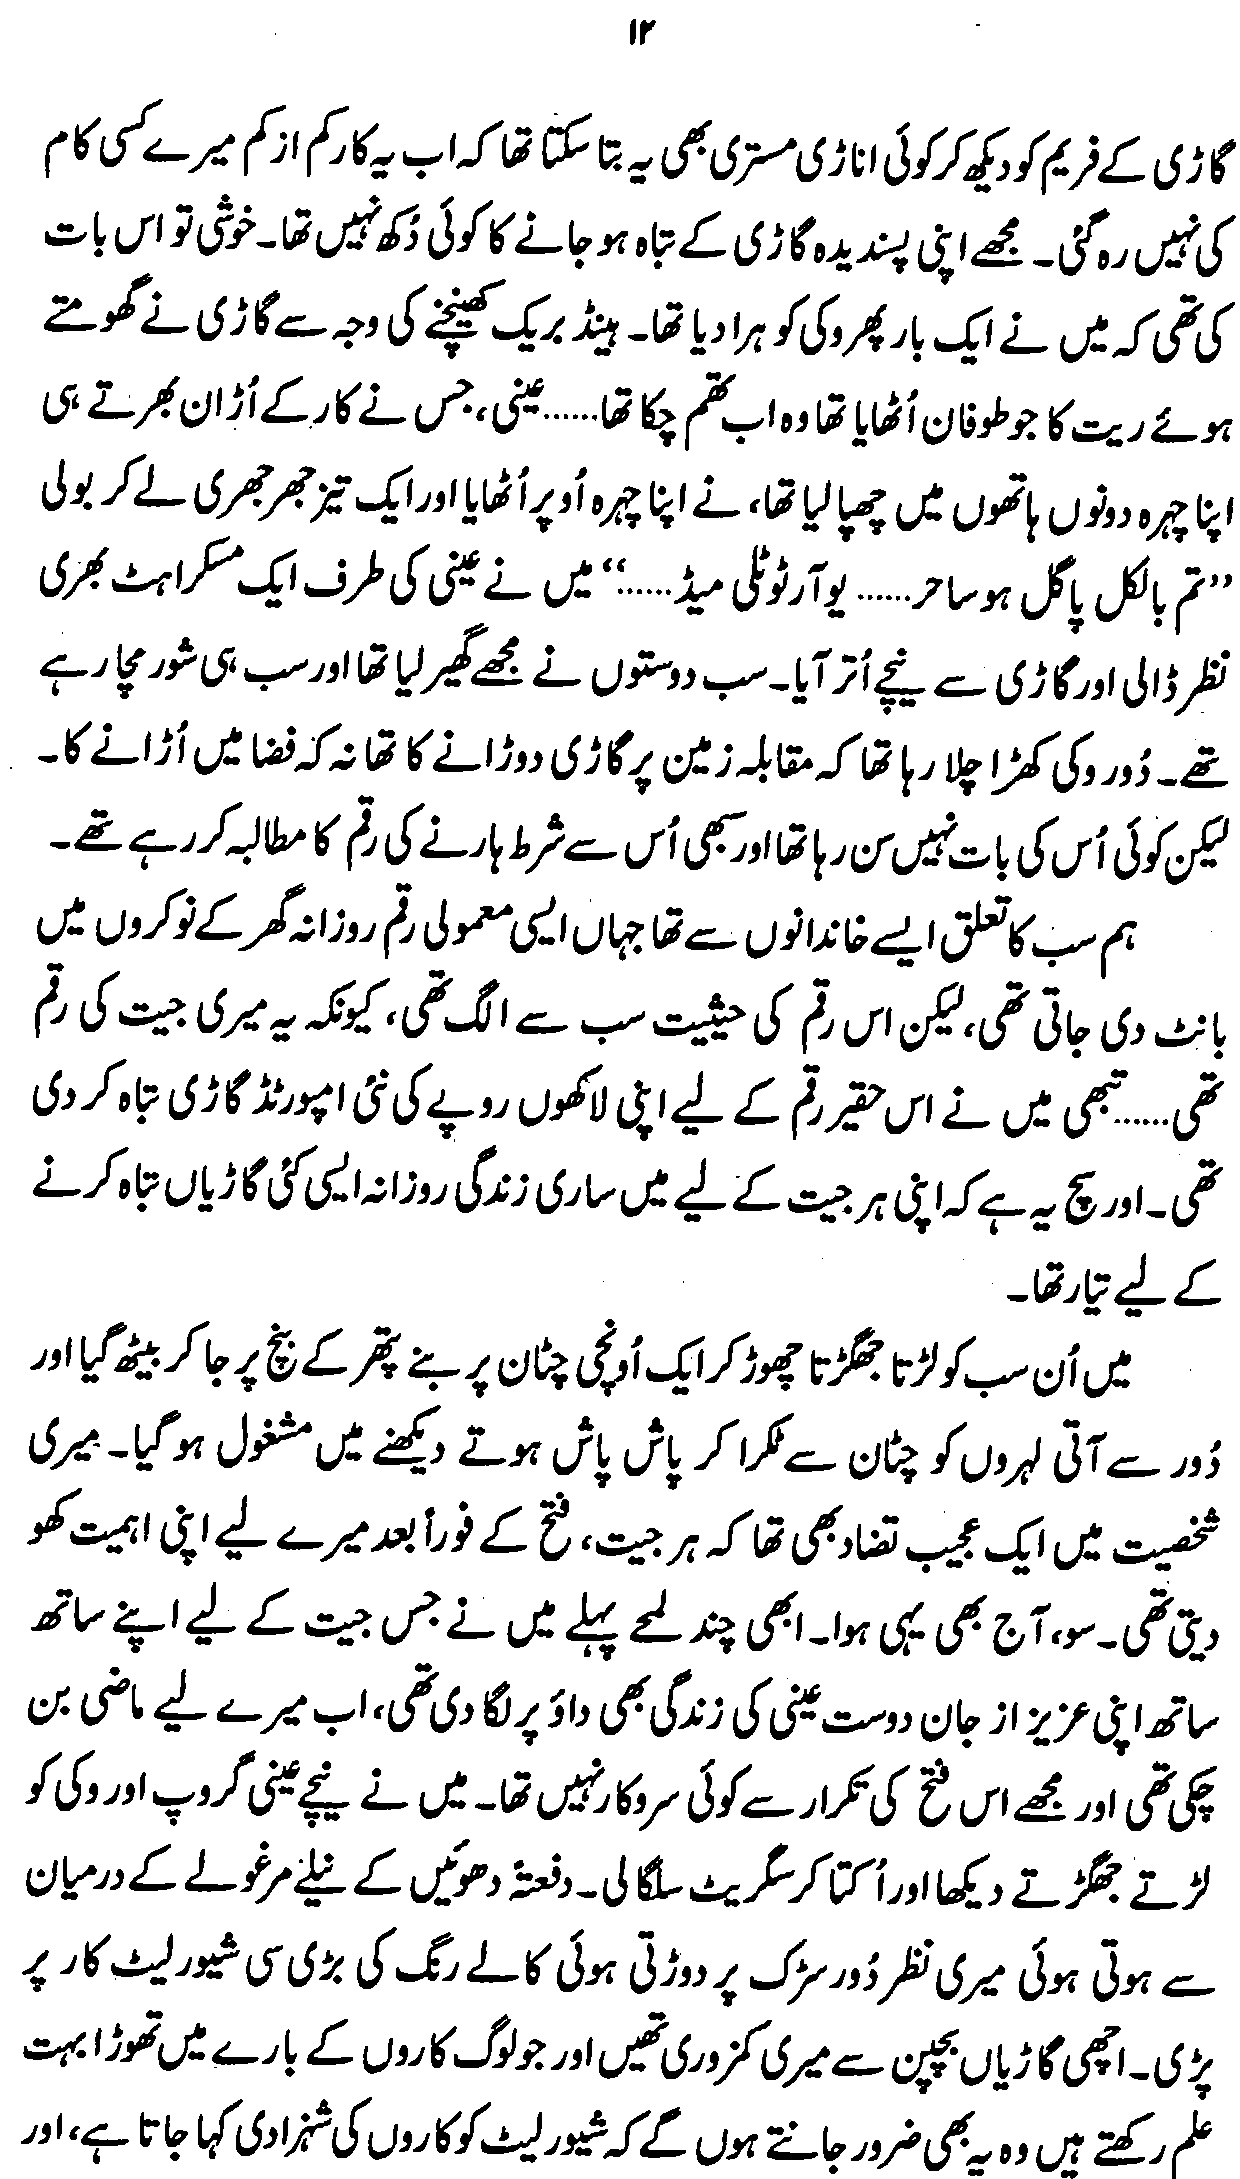 ۱۲
گاڑی کے فریم کو دیکھ کر کوئی اناڑی مستری بھی یہ بتا سکتا تھا کہ اب یہ کار کم از کم میرے کسی کام
کی نہیں رہ گئی۔ مجھے اپنی پسندیدہ گاڑی کے تباہ ہو جانے کا کوئی دُکھ نہیں تھا۔ خوشی تو اس بات
کی تھی کہ میں نے ایک بار پھر وکی کو ہرا دیا تھا۔ ہینڈ بریک کھینچنے کی وجہ سے گاڑی نے گھومتے
ہوئے ریت کا جو طوفان اُٹھایا تھا وہ اب تھم چکا تھا...... عینی، جس نے کار کے اُڑان بھرتے ہی
اپنا چہرہ دونوں ہاتھوں میں چھپا لیا تھا، نے اپنا چہرہ اُوپر اُٹھایا اور ایک تیز جھرجھری لے کر بولی
”تم بالکل پاگل ہو ساحر...... یو آر ٹوٹلی میڈ......“ میں نے عینی کی طرف ایک مسکراہٹ بھری
نظر ڈالی اور گاڑی سے نیچے اُتر آیا۔ سب دوستوں نے مجھے گھیر لیا تھا اور سب ہی شور مچا رہے
تھے۔ دُور وکی کھڑا چلا رہا تھا کہ مقابلہ زمین پر گاڑی دوڑانے کا تھا نہ کہ فضا میں اُڑانے کا۔
لیکن کوئی اُس کی بات نہیں سن رہا تھا اور سبھی اُس سے شرط ہارنے کی رقم کا مطالبہ کر رہے تھے۔
ہم سب کا تعلق ایسے خاندانوں سے تھا جہاں ایسی معمولی رقم روزانہ گھر کے نوکروں میں
بانٹ دی جاتی تھی، لیکن اس رقم کی حیثیت سب سے الگ تھی، کیونکہ یہ میری جیت کی رقم
تھی...... تبھی میں نے اس حقیر رقم کے لیے اپنی لاکھوں روپے کی نئی امپورٹڈ گاڑی تباہ کر دی
تھی۔ اور سچ یہ ہے کہ اپنی ہر جیت کے لیے میں ساری زندگی روزانہ ایسی کئی گاڑیاں تباہ کرنے
کے لیے تیار تھا۔
میں اُن سب کو لڑتا جھگڑتا چھوڑ کر ایک اُونچی چٹان پر بنے پتھر کے بنچ پر جا کر بیٹھ گیا اور
دُور سے آتی لہروں کو چٹان سے ٹکرا کر پاش پاش ہوتے دیکھنے میں مشغول ہو گیا۔ میری
شخصیت میں ایک عجیب تضاد بھی تھا کہ ہر جیت، فتح کے فوراً بعد میرے لیے اپنی اہمیت کھو
دیتی تھی۔ سو، آج بھی یہی ہوا۔ ابھی چند لمحے پہلے میں نے جس جیت کے لیے اپنے ساتھ
ساتھ اپنی عزیز از جان دوست عینی کی زندگی بھی داؤ پر لگا دی تھی، اب میرے لیے ماضی بن
چکی تھی اور مجھے اس فتح کی تکرار سے کوئی سروکار نہیں تھا۔ میں نے نیچے عینی گروپ اور وکی کو
لڑتے جھگڑتے دیکھا اور اُکتا کر سگریٹ سلگا لی۔ دفعتۂ دھوئیں کے نیلے مرغولے کے درمیان
سے ہوتی ہوئی میری نظر دُور سڑک پر دوڑتی ہوئی کالے رنگ کی بڑی سی شیورلیٹ کار پر
پڑی۔ اچھی گاڑیاں بچپن سے میری کمزوری تھیں اور جو لوگ کاروں کے بارے میں تھوڑا بہت
علم رکھتے ہیں وہ یہ بھی ضرور جانتے ہوں گے کہ شیورلیٹ کو کاروں کی شہزادی کہا جاتا ہے، اور